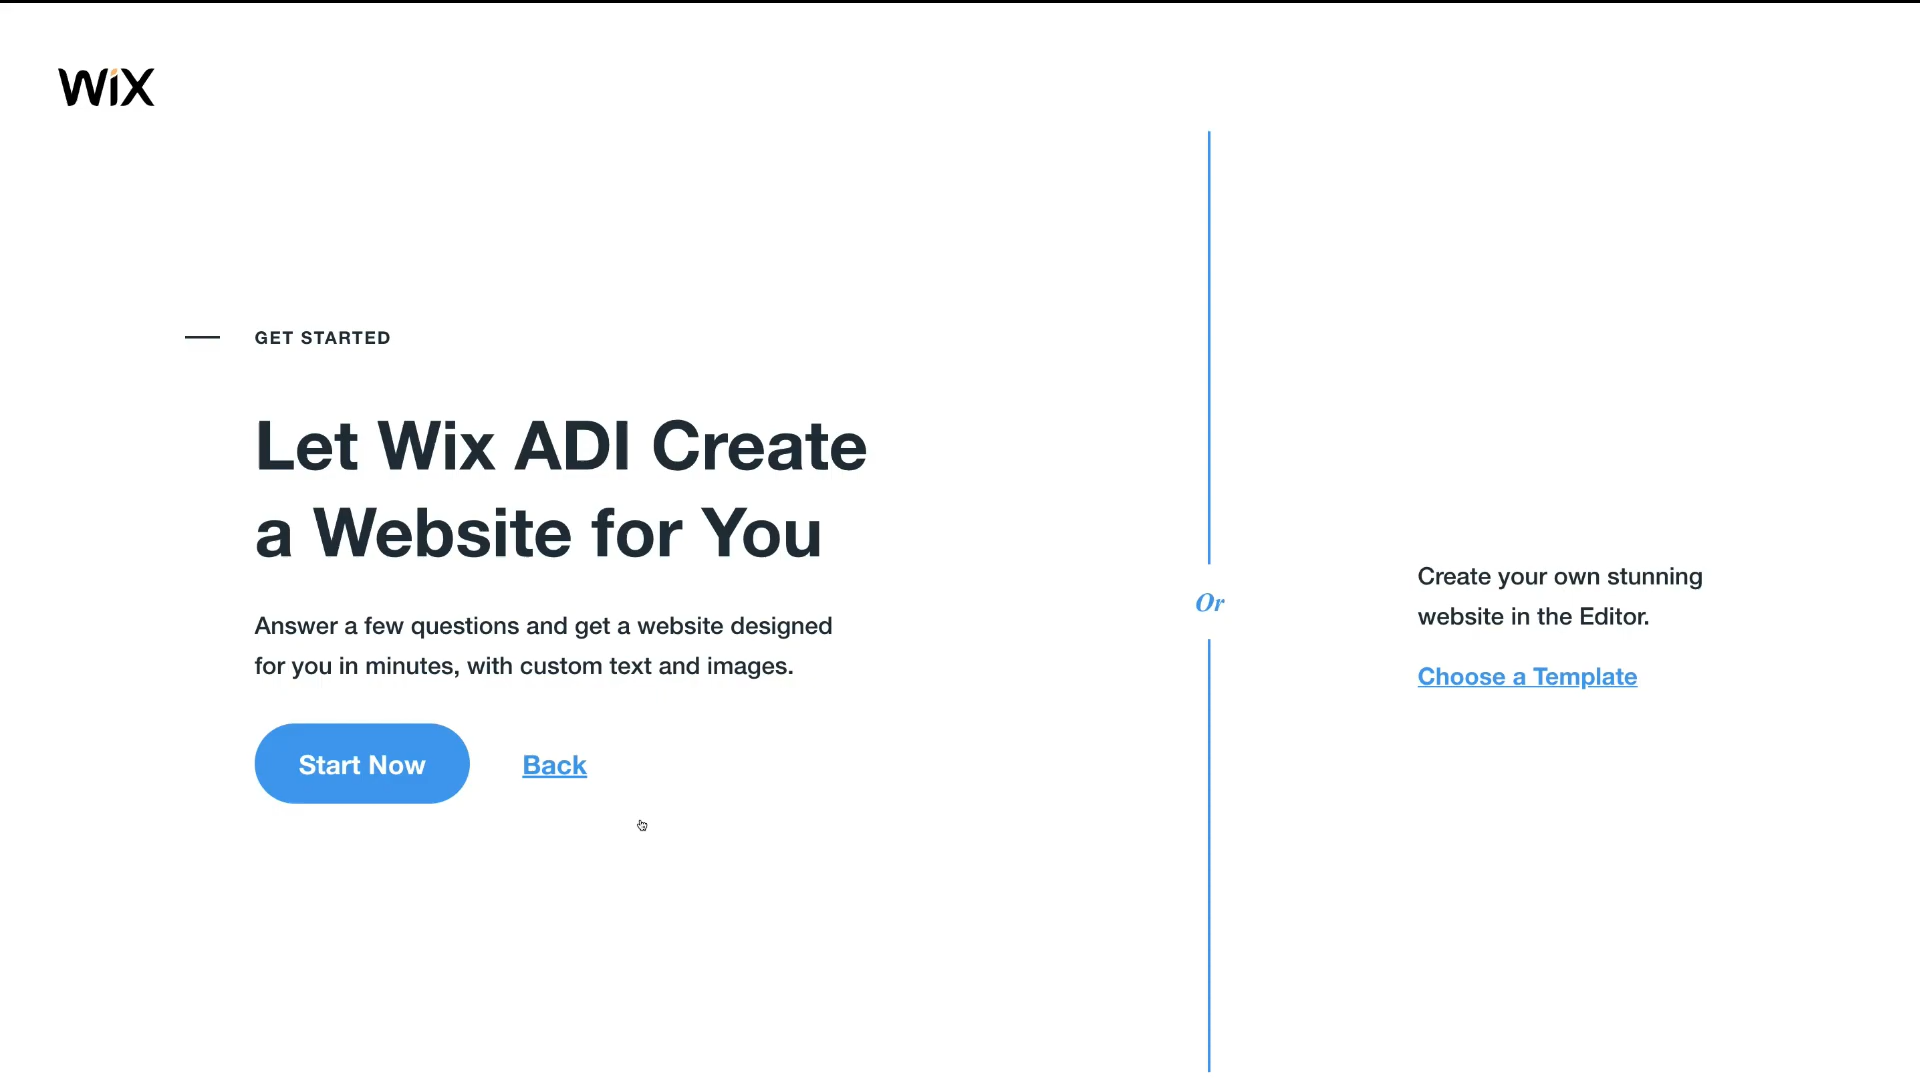 WiX
GET STARTED
Let Wix ADI Create
a Website for You
Answer a few questions and get a website designed
for you in minutes, with custom text and images.
Start Now
Back
Or
Create your own stunning
website in the Editor.
Choose a Template